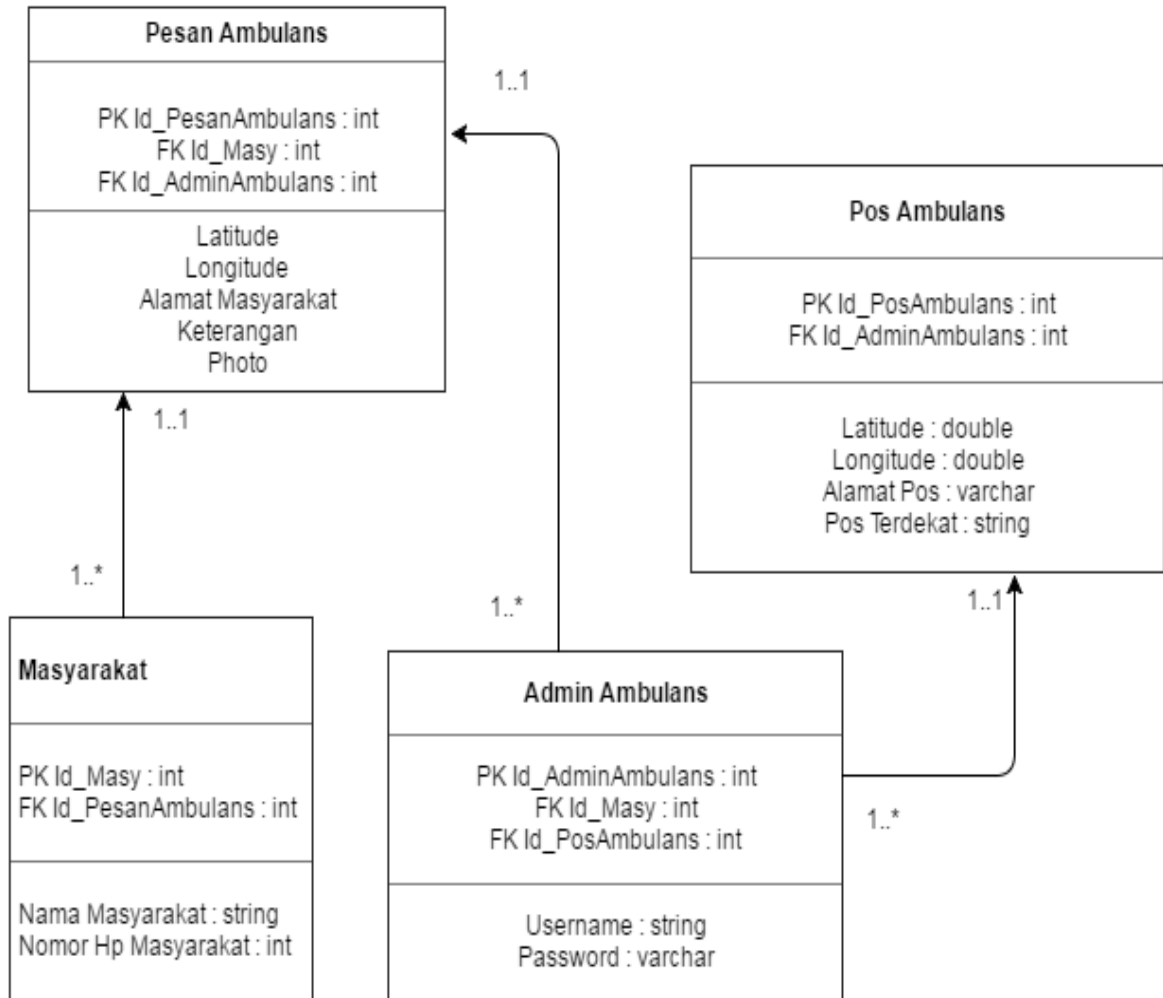 Pesan Ambulans
PK Id_PesanAmbulans : int
FK Id_Masy : int
FK Id_AdminAmbulans : int
Latitude
Longitude
Alamat Masyarakat
Keterangan
Photo
1..1
Pos Ambulans
PK Id_PosAmbulans : int
FK Id_AdminAmbulans : int
Latitude : double
Longitude : double
Alamat Pos : varchar
Pos Terdekat : string
1..1
1..*
1..*
1..1
Masyarakat
PK Id_Masy : int
FK Id_PesanAmbulans : int
Nama Masyarakat : string
Nomor Hp Masyarakat : int
Admin Ambulans
PK Id_AdminAmbulans : int
FK Id_Masy : int
FK Id_PosAmbulans : int
Username : string
Password : varchar
1..*